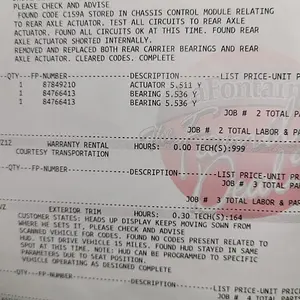 PLEASE CHECK AND ADVISE
FOUND CODE C159A STORED IN CHASSIS CONTROL MODULE RELATING
TO REAR AXLE ACTUATOR. TEST ALL CIRCUITS TO REAR AXLE
ACTUATOR. FOUND ALL CIRCUITS OK AT THIS TIME. FOUND REAR
AXLE ACTUATOR SHORTED INTERNALLY.
REMOVED AND REPLACED BOTH REAR CARRIER BEARINGS AND REAR
AXLE ACTUATOR. CLEARED CODES. COMPLETE
--QTY---FP-NUMBER---------------DESCRIPTION---------LIST PRICE-UNIT P
1 87849210 ACTUATOR 5.511 Y
1 84766413 BEARING 5.536 Y
1 84766413 BEARING 5.536 Y
JOB # 2 TOTAL PA
JOB # 2 TOTAL LABOR & PA
Z12 WARRANTY RENTAL HOURS: 0.00 TECH(S):999
COURTESY TRANSPORTATION
---QTY---FP-NUMBER---------------DESCRIPTION---------LIST PRICE-UNIT
JOB # 3 TOTAL PA
JOB # 3 TOTAL LABOR & PA
VZ EXTERIOR TRIM HOURS: 0.30 TECH(S):164
CUSTOMER STATES: HEADS UP DISPLAY KEEPS MOVING DOWN FROM
WHERE HE SETS IT. PLEASE CHECK AND ADVISE
SCANNED VEHICLE FOR CODES. FOUND NO CODES PRESENT RELATED TO
HUD. TEST DRIVE VEHICLE 15 MILES. FOUND HUD STAYED IN SAME
SPOT AT THIS TIME. NOTE: HUD CAN BE PROGRAMMED TO SPECIFIC
PARAMETERS DUE TO SEAT POSITION.
VEHICLE OPERATING AS DESIGNED COMPLETE
---QTY---FP-NUMBER---------------DESCRIPTION---------LIST PRICE-UNIT
JOB # 4 TOTAL